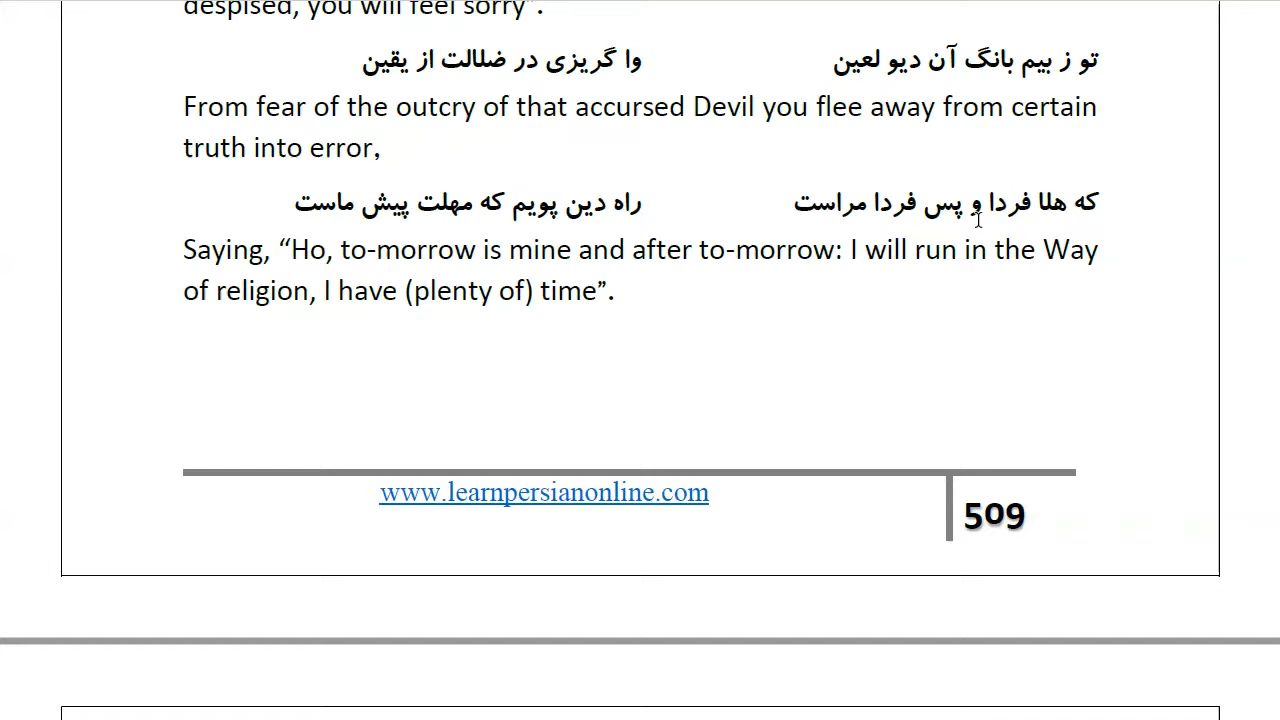 despised, you will feel sorry”.
تو ز بیم بانگ آن دیو لعین وا گریزی در ضلالت از یقین
From fear of the outcry of that accursed Devil you flee away from certain
truth into error,
که هلا فردا و پس فردا مراست راه دین پویم که مهلت پیش ماست
Saying, “Ho, to-morrow is mine and after to-morrow: I will run in the Way
of religion, I have (plenty of) time”.
www.learnpersianonline.com
509